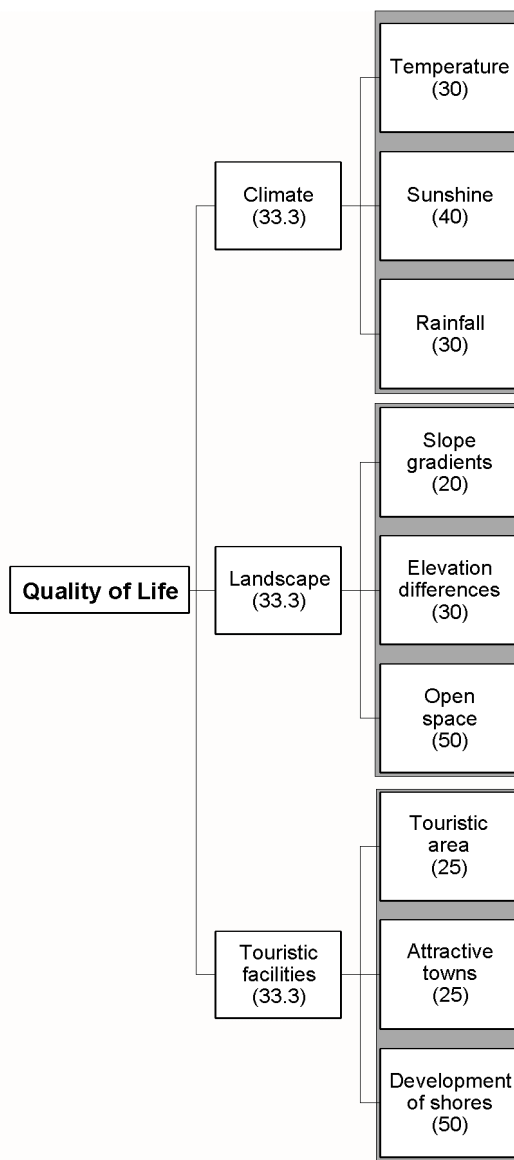 Temperature
(30)
Climate
(33.3)
Sunshine
(40)
Rainfall
(30)
Slope
gradients
(20)
Quality of Life
Landscape
(33.3)
Elevation
differences
(30)
Open
space
(50)
Touristic
area
(25)
Touristic
facilities
(33.3)
Attractive
towns
(25)
Development
of shores
(50)